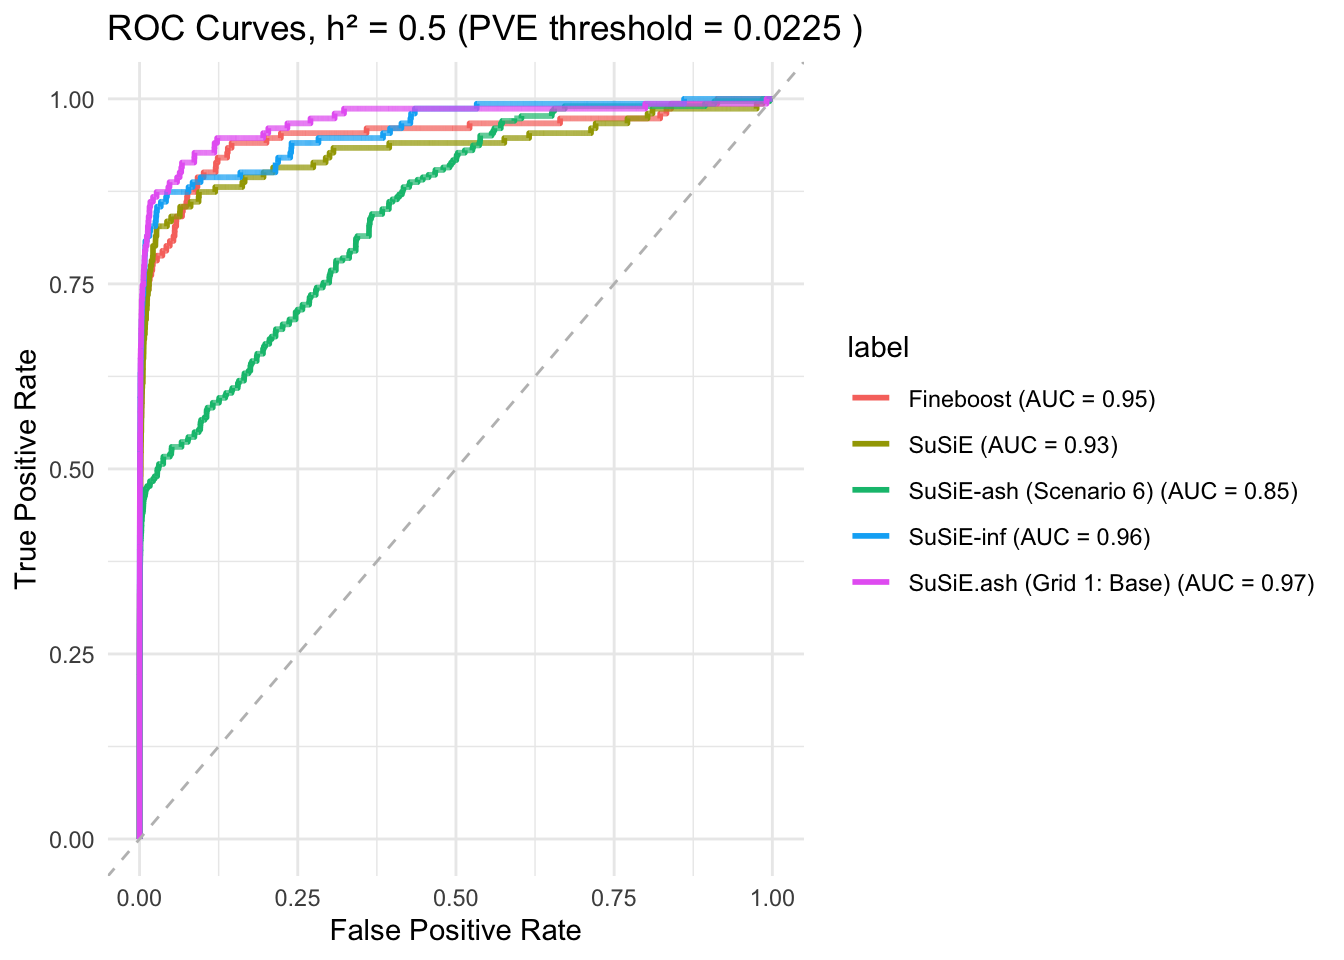 ROC Curves, h² = 0.5 (PVE threshold = 0.0225 )
1.00
0.75
0.50
0.25
0.00
True Positive Rate
0.00
0.25
0.50
0.75
1.00
False Positive Rate
label
Fineboost (AUC = 0.95)
SuSiE (AUC = 0.93)
SuSiE-ash (Scenario 6) (AUC = 0.85)
SuSiE-inf (AUC = 0.96)
SuSiE.ash (Grid 1: Base) (AUC = 0.97)